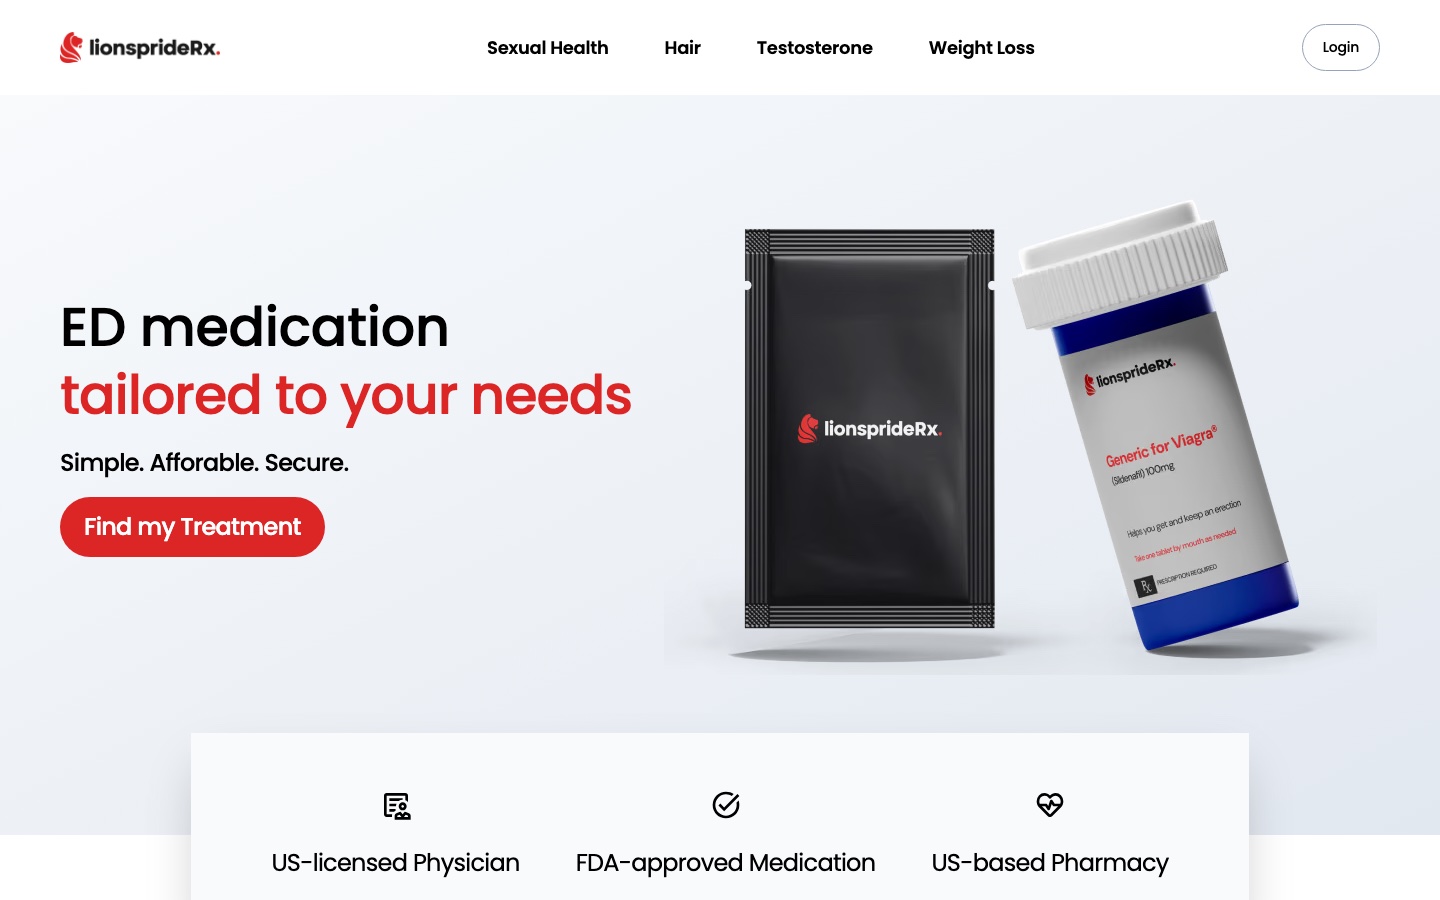 lionsprideRx.
Sexual Health
Hair
Testosterone
Weight Loss
Login
ED medication
tailored to your needs
Simple. Afforable. Secure.
Find my Treatment
lionsprideRx.
lionsprideRx.
Generic for Viagra®
(Sildenafil) 100mg
Helps you get and keep an erection
Take one tablet by mouth as needed
Rx PRESCRIPTION REQUIRED
US-licensed Physician
FDA-approved Medication
US-based Pharmacy